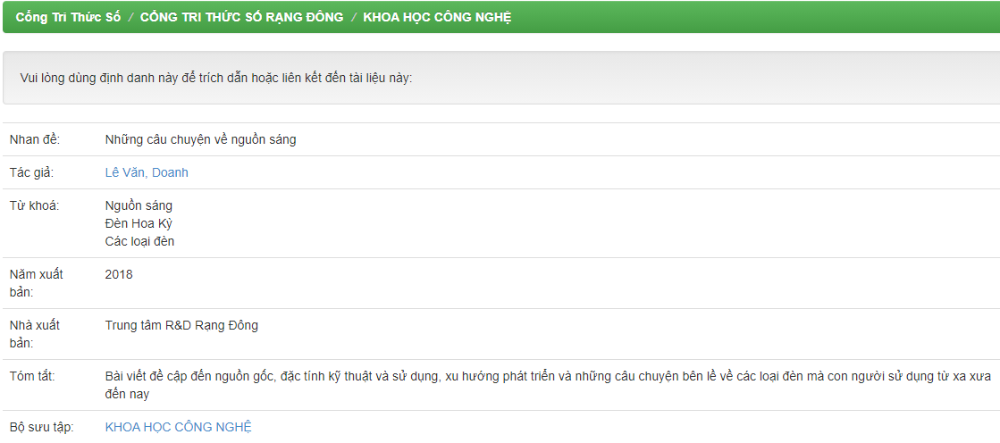 Cổng Tri Thức Số / CỔNG TRI THỨC SỐ RẠNG ĐÔNG / KHOA HỌC CÔNG NGHỆ
Vui lòng dùng định danh này để trích dẫn hoặc liên kết đến tài liệu này:
Nhan đề: Những câu chuyện về nguồn sáng
Tác giả: Lê Văn, Doanh
Từ khoá: Nguồn sáng
Đèn Hoa Kỳ
Các loại đèn
Năm xuất bản: 2018
Nhà xuất bản: Trung tâm R&D Rạng Đông
Tóm tắt: Bài viết đề cập đến nguồn gốc, đặc tính kỹ thuật và sử dụng, xu hướng phát triển và những câu chuyện bên lề về các loại đèn mà con người sử dụng từ xa xưa
đến nay
Bộ sưu tập: KHOA HỌC CÔNG NGHỆ